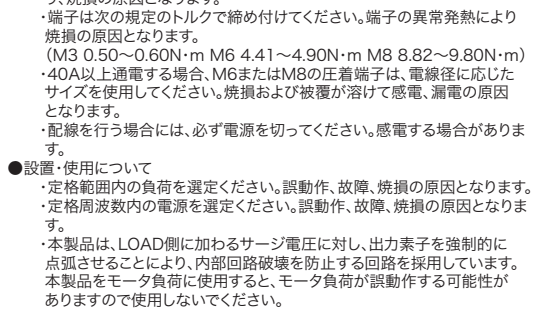 り、焼損の原因となります。
・端子は次の規定のトルクで締め付けてください。端子の異常発熱により
焼損の原因となります。
（M3 0.50～0.60N･m M6 4.41～4.90N･m M8 8.82～9.80N･m）
・40A以上通電する場合、M6またはM8の圧着端子は、電線径に応じた
サイズを使用してください。焼損および被覆が溶けて感電、漏電の原因
となります。
・配線を行う場合には、必ず電源を切ってください。感電する場合がありま
す。
●設置・使用について
・定格範囲内の負荷を選定ください。誤動作、故障、焼損の原因となります。
・定格周波数内の電源を選定ください。誤動作、故障、焼損の原因となりま
す。
・本製品は、LOAD側に加わるサージ電圧に対し、出力素子を強制的に
点弧させることにより、内部回路破壊を防止する回路を採用しています。
本製品をモータ負荷に使用すると、モータ負荷が誤動作する可能性が
ありますので使用しないでください。